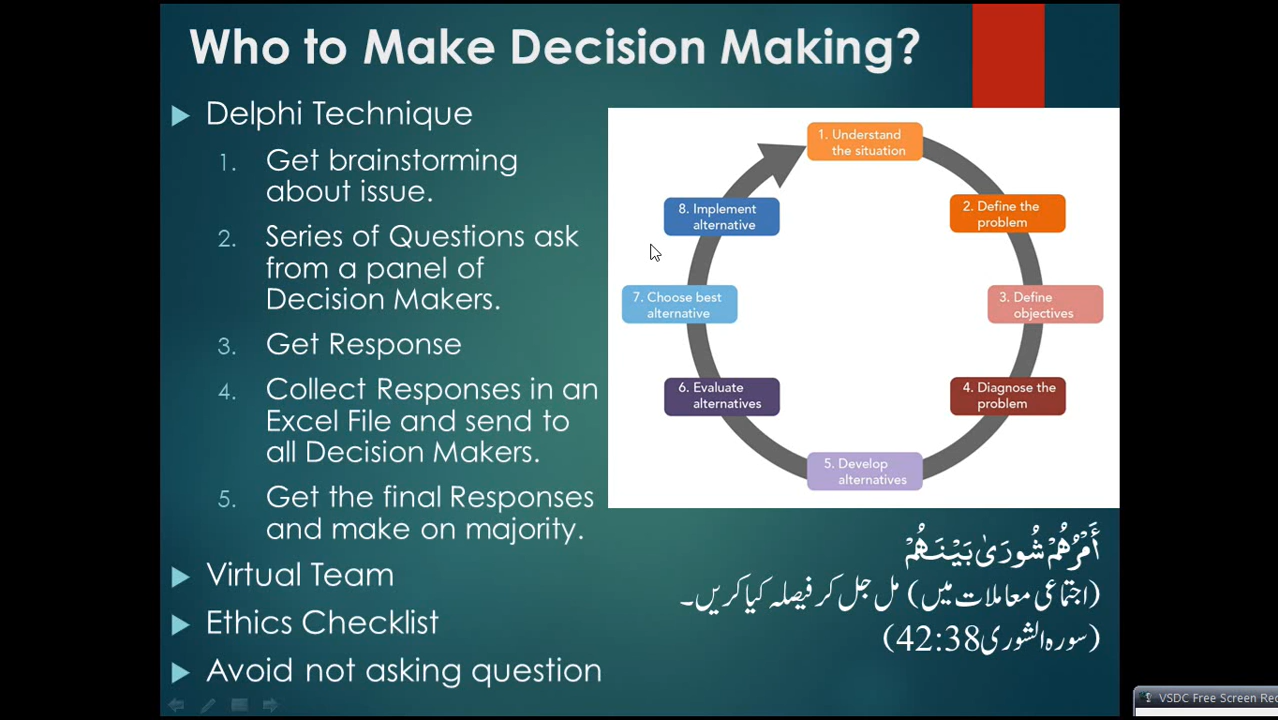 Who to Make Decision Making?
Delphi Technique
1. Get brainstorming
about issue.
2. Series of Questions ask
from a panel of
Decision Makers.
3. Get Response
4. Collect Responses in an
Excel File and send to
all Decision Makers.
5. Get the final Responses
and make on majority.
Virtual Team
Ethics Checklist
Avoid not asking question
1. Understand
the situation
2. Define the
problem
3. Define
objectives
4. Diagnose the
problem
5. Develop
alternatives
6. Evaluate
alternatives
7. Choose best
alternative
8. Implement
alternative
أَمْرُهُمْ شُورَىٰ بَيْنَهُمْ
(اجتماعی معاملات میں) مل جل کر فیصلہ کیا کریں۔
(سورہ الشوری 42:38)
VSDC Free Screen Rec